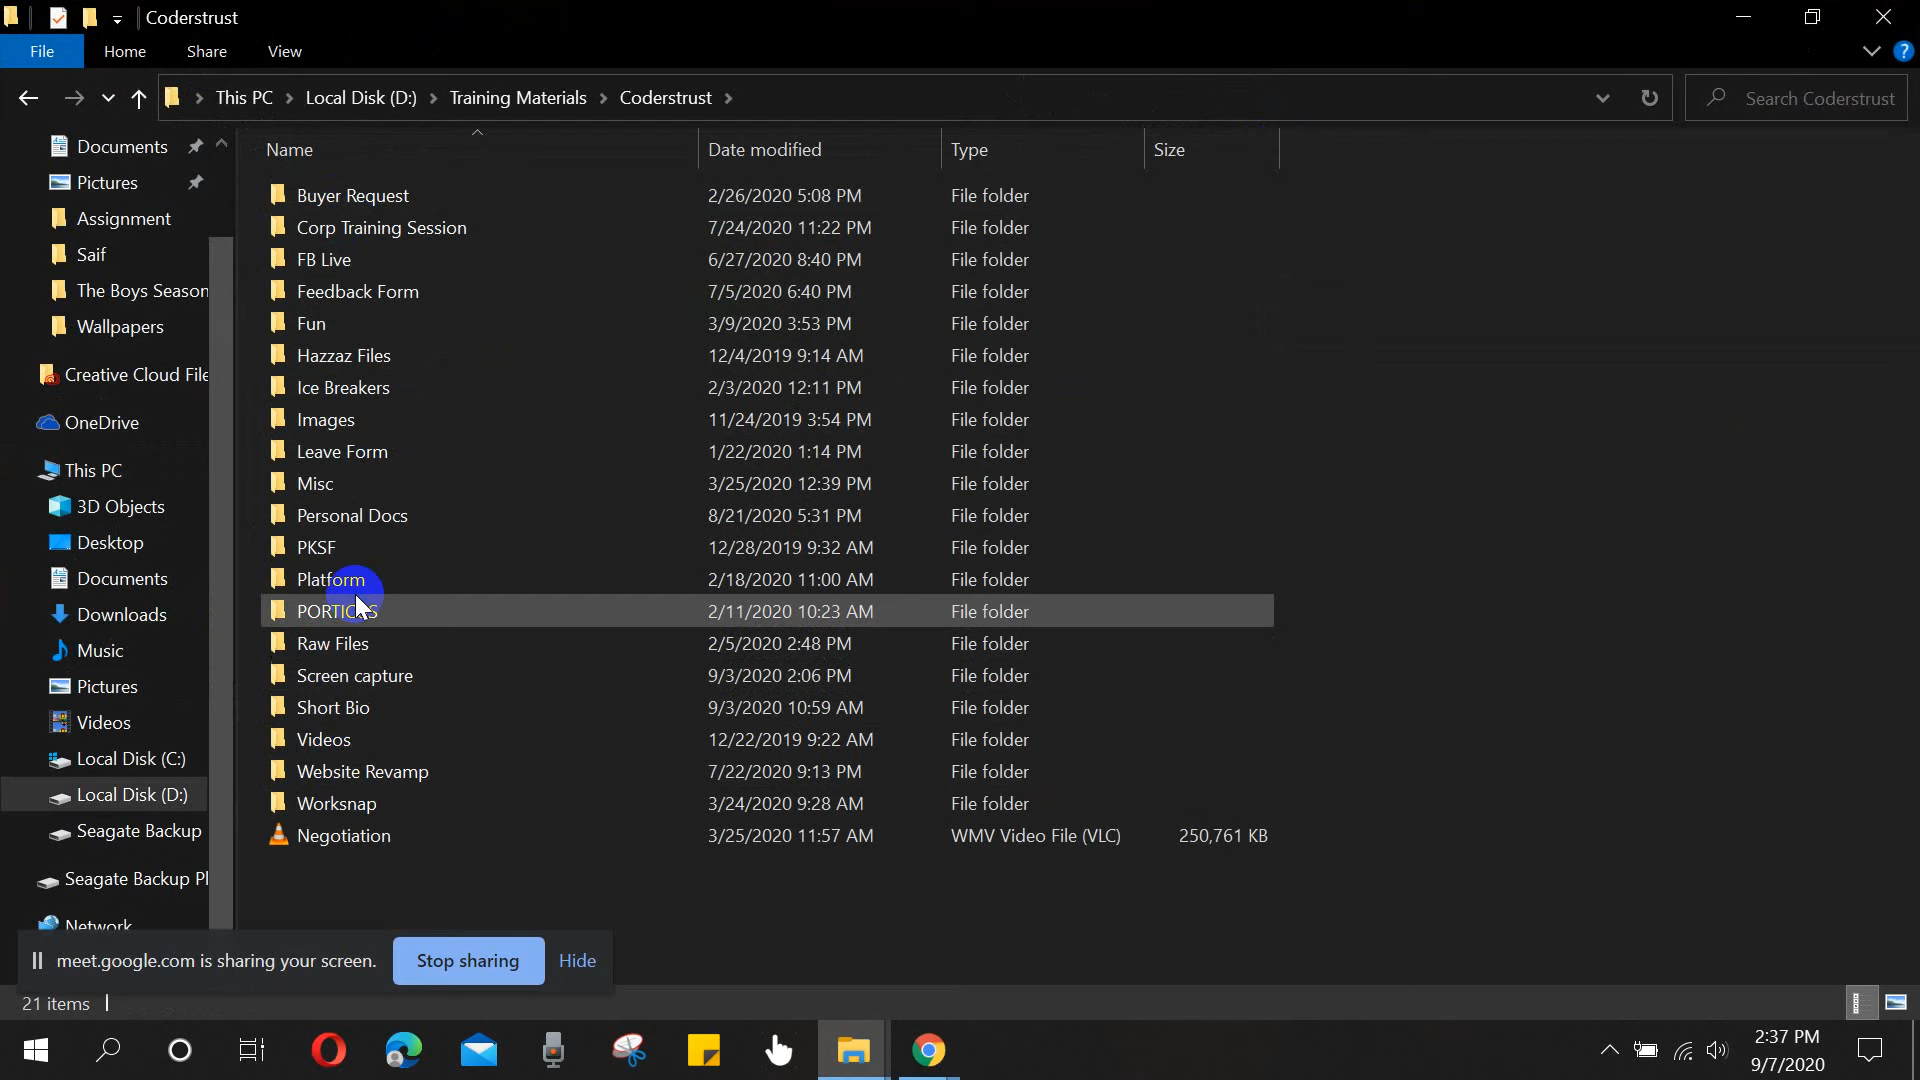 Coderstrust
File Home Share View
This PC Local Disk (D:) Training Materials Coderstrust
Search Coderstrust
Name Date modified Type Size
Documents
Pictures
Assignment
Saif
The Boys Season
Wallpapers
Creative Cloud File
OneDrive
This PC
3D Objects
Desktop
Documents
Downloads
Music
Pictures
Videos
Local Disk (C:)
Local Disk (D:)
Seagate Backup
Seagate Backup Pl
Network
Buyer Request 2/26/2020 5:08 PM File folder
Corp Training Session 7/24/2020 11:22 PM File folder
FB Live 6/27/2020 8:40 PM File folder
Feedback Form 7/5/2020 6:40 PM File folder
Fun 3/9/2020 3:53 PM File folder
Hazzaz Files 12/4/2019 9:14 AM File folder
Ice Breakers 2/3/2020 12:11 PM File folder
Images 11/24/2019 3:54 PM File folder
Leave Form 1/22/2020 1:14 PM File folder
Misc 3/25/2020 12:39 PM File folder
Personal Docs 8/21/2020 5:31 PM File folder
PKSF 12/28/2019 9:32 AM File folder
Platform 2/18/2020 11:00 AM File folder
2/11/2020 10:23 AM File folder
Raw Files 2/5/2020 2:48 PM File folder
Screen capture 9/3/2020 2:06 PM File folder
Short Bio 9/3/2020 10:59 AM File folder
Videos 12/22/2019 9:22 AM File folder
Website Revamp 7/22/2020 9:13 PM File folder
Worksnap 3/24/2020 9:28 AM File folder
Negotiation 3/25/2020 11:57 AM WMV Video File (VLC) 250,761 KB
meet.google.com is sharing your screen. Stop sharing Hide
21 items
2:37 PM
9/7/2020